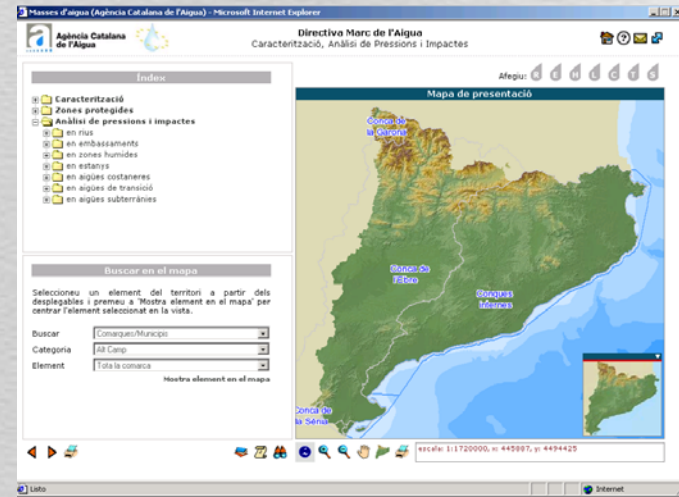 Masses d'aigua (Agència Catalana de l'Aigua) - Microsoft Internet Explorer
Agència Catalana
de l'Aigua
Directiva Marc de l'Aigua
Caracterització, Anàlisi de Pressions i Impactes
Índex
Caracterització
Zones protegides
Anàlisi de pressions i impactes
en rius
en embassaments
en zones humides
en estanys
en aigües costaneres
en aigües de transició
en aigües subterrànies
Afegiu: R E H L C T S
Mapa de presentació
Conca de
la Garona
Conca de
l'Ebre
Conques
internes
Conca de
la Sènia
Buscar en el mapa
Seleccioneu un element del territori a partir dels
desplegables i premeu a 'Mostra element en el mapa' per
centrar l'element seleccionat en la vista.
Buscar Comarques/Municipis
Categoria Alt Camp
Element Tota la comarca
Mostra element en el mapa
escala: 1:1720000, x: 445887, y: 4494425
Listo
Internet